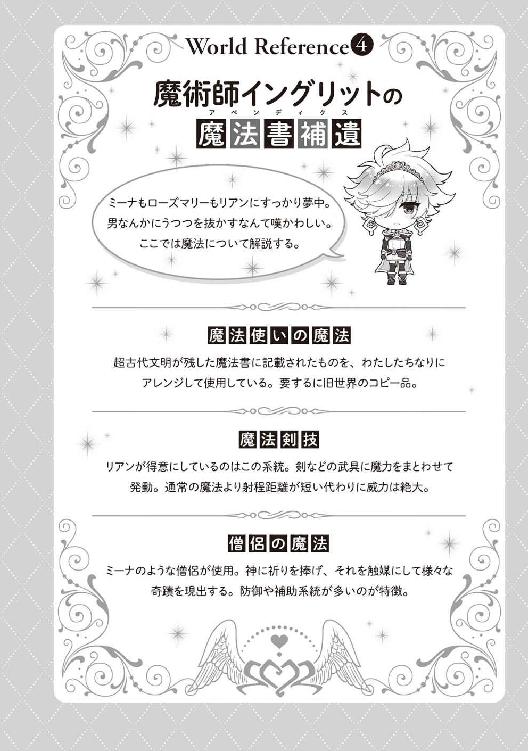 World Reference❹
魔術師イングリットの
アペンディクス
魔法書補遺
ミーナもローズマリーもリアンにすっかり夢中。
男なんかにうつつを抜かすなんて嘆かわしい。
ここでは魔法について解説する。
魔法使いの魔法
超古代文明が残した魔法書に記載されたものを、わたしたちなりに
アレンジして使用している。要するに旧世界のコピー品。
魔法剣技
リアンが得意にしているのはこの系統。剣などの武具に魔力をまとわせて
発動。通常の魔法より射程距離が短い代わりに威力は絶大。
僧侶の魔法
ミーナのような僧侶が使用。神に祈りを捧げ、それを触媒にして様々な
奇蹟を現出する。防御や補助系統が多いのが特徴。